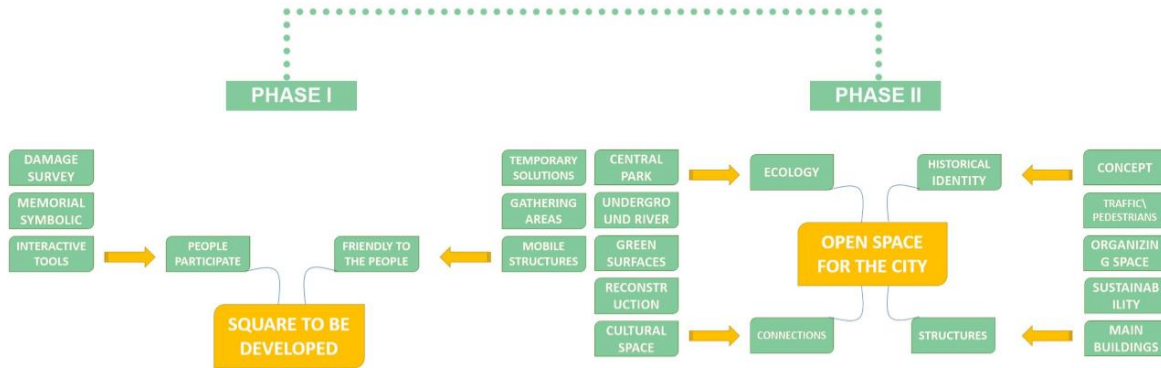 PHASE I
PHASE II
DAMAGE
SURVEY
MEMORIAL
SYMBOLIC
INTERACTIVE
TOOLS
PEOPLE
PARTICIPATE
FRIENDLY TO
THE PEOPLE
SQUARE TO BE
DEVELOPED
TEMPORARY
SOLUTIONS
GATHERING
AREAS
MOBILE
STRUCTURES
CENTRAL
PARK
UNDERGRO
UND RIVER
GREEN
SURFACES
RECONSTR
UCTION
CULTURAL
SPACE
ECOLOGY
HISTORICAL
IDENTITY
OPEN SPACE
FOR THE CITY
CONNECTIONS
STRUCTURES
CONCEPT
TRAFFIC\
PEDESTRIANS
ORGANIZIN
G SPACE
SUSTAINAB
ILITY
MAIN
BUILDINGS